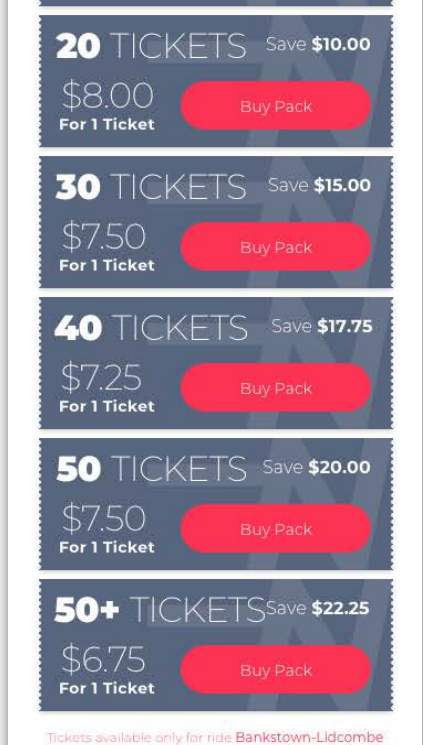 20 TICKETS Save $10.00
$8.00 Buy Pack
For 1 Ticket
30 TICKETS Save $15.00
$7.50 Buy Pack
For 1 Ticket
40 TICKETS Save $17.75
$7.25 Buy Pack
For 1 Ticket
50 TICKETS Save $20.00
$7.50 Buy Pack
For 1 Ticket
50+ TICKETS Save $22.25
$6.75 Buy Pack
For 1 Ticket
Tickets available only for ride Bankstown-Lidcombe